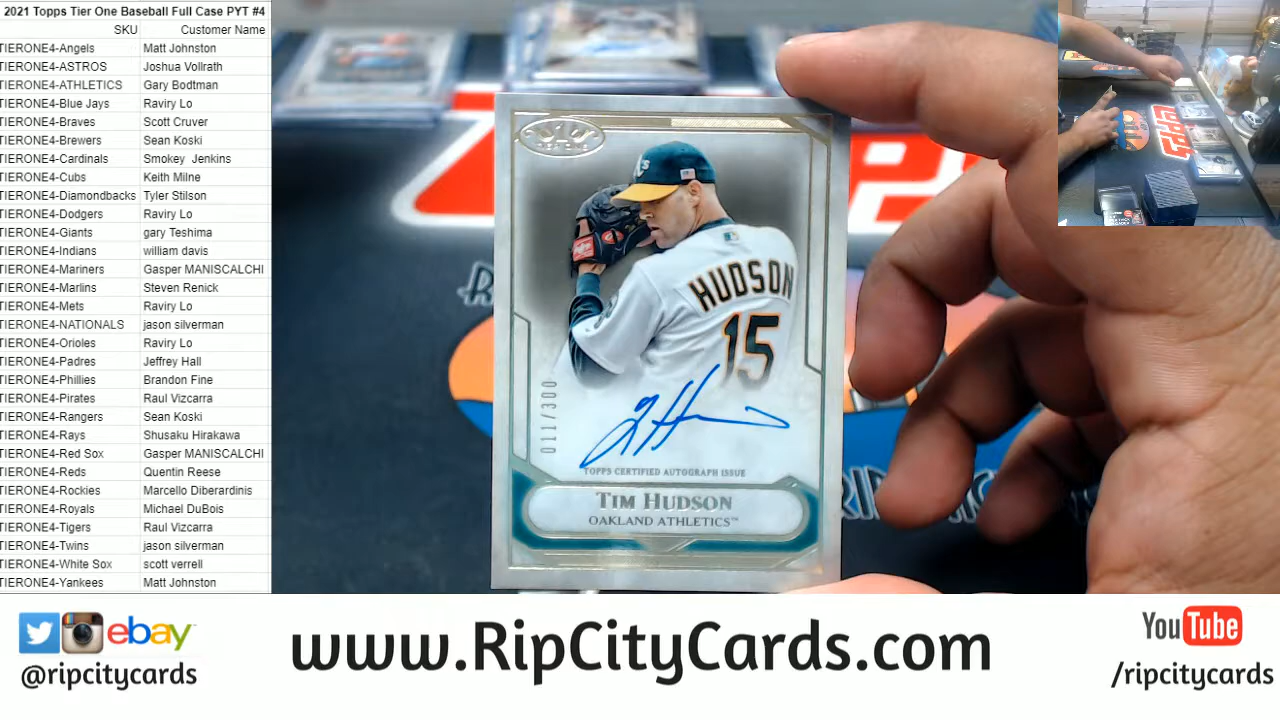 2021 Topps Tier One Baseball Full Case PYT #4
SKU Customer Name
TIERONE4-Angels Matt Johnston
TIERONE4-ASTROS Joshua Vollrath
TIERONE4-ATHLETICS Gary Bodtman
TIERONE4-Blue Jays Raviry Lo
TIERONE4-Braves Scott Cruver
TIERONE4-Brewers Sean Koski
TIERONE4-Cardinals Smokey Jenkins
TIERONE4-Cubs Keith Milne
TIERONE4-Diamondbacks Tyler Stilson
TIERONE4-Dodgers Raviry Lo
TIERONE4-Giants gary Teshima
TIERONE4-Indians william davis
TIERONE4-Mariners Gasper MANISCALCHI
TIERONE4-Marlins Steven Renick
TIERONE4-Mets Raviry Lo
TIERONE4-NATIONALS jason silverman
TIERONE4-Orioles Raviry Lo
TIERONE4-Padres Jeffrey Hall
TIERONE4-Phillies Brandon Fine
TIERONE4-Pirates Raul Vizcarra
TIERONE4-Rangers Sean Koski
TIERONE4-Rays Shusaku Hirakawa
TIERONE4-Red Sox Gasper MANISCALCHI
TIERONE4-Reds Quentin Reese
TIERONE4-Rockies Marcello Diberardinis
TIERONE4-Royals Michael DuBois
TIERONE4-Tigers Raul Vizcarra
TIERONE4-Twins jason silverman
TIERONE4-White Sox scott verrell
TIERONE4-Yankees Matt Johnston
TIER ONE
A's
HUDSON
15
011/300
TOPPS CERTIFIED AUTOGRAPH ISSUE
TIM HUDSON
OAKLAND ATHLETICS™
ebay™
@ripcitycards
www.RipCityCards.com
YouTube
/ripcitycards